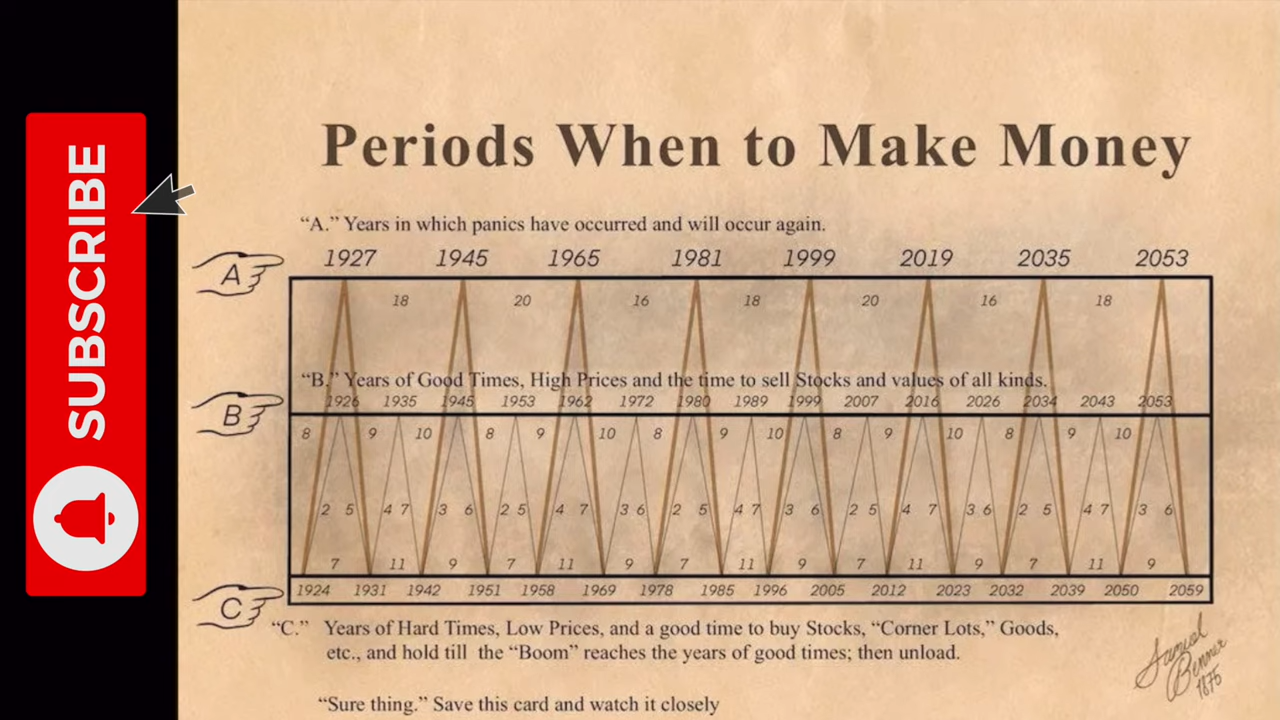 SUBSCRIBE
Periods When to Make Money
“A.” Years in which panics have occurred and will occur again.
A 1927 1945 1965 1981 1999 2019 2035 2053
18 20 16 18 20 16 18
“B.” Years of Good Times, High Prices and the time to sell Stocks and values of all kinds.
B 1926 1935 1945 1953 1962 1972 1980 1989 1999 2007 2016 2026 2034 2043 2053
8 9 10 8 9 10 8 9 10 8 9 10 8 9 10
2 5 4 7 3 6 2 5 4 7 3 6 2 5 4 7 3 6 2 5 4 7 3 6 2 5 4 7 3 6
7 11 9 7 11 9 7 11 9 7 11 9 7 11 9
C 1924 1931 1942 1951 1958 1969 1978 1985 1996 2005 2012 2023 2032 2039 2050 2059
“C.” Years of Hard Times, Low Prices, and a good time to buy Stocks, “Corner Lots,” Goods,
etc., and hold till the “Boom” reaches the years of good times; then unload.
Samuel
Benner
1875
“Sure thing.” Save this card and watch it closely